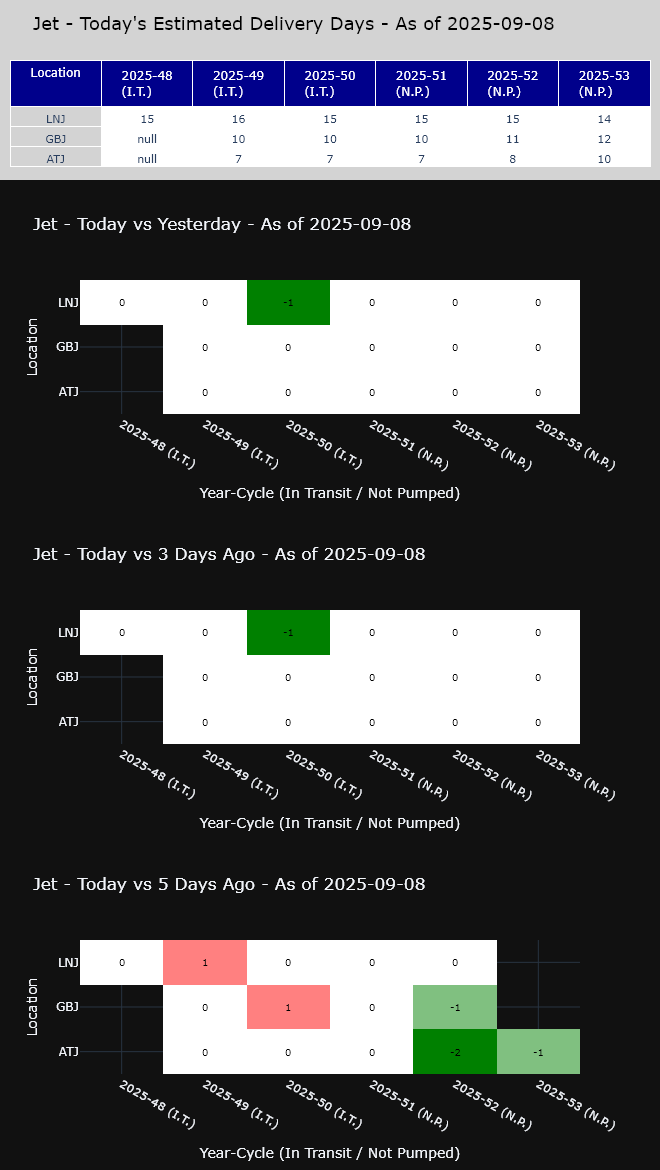 Jet - Today's Estimated Delivery Days - As of 2025-09-08
Location 2025-48 (I.T.) 2025-49 (I.T.) 2025-50 (I.T.) 2025-51 (N.P.) 2025-52 (N.P.) 2025-53 (N.P.)
LNJ 15 16 15 15 15 14
GBJ null 10 10 10 11 12
ATJ null 7 7 7 8 10
Jet - Today vs Yesterday - As of 2025-09-08
Location
LNJ 0 0 -1 0 0 0
GBJ 0 0 0 0 0
ATJ 0 0 0 0 0
2025-48 (I.T.) 2025-49 (I.T.) 2025-50 (I.T.) 2025-51 (N.P.) 2025-52 (N.P.) 2025-53 (N.P.)
Year-Cycle (In Transit / Not Pumped)
Jet - Today vs 3 Days Ago - As of 2025-09-08
Location
LNJ 0 0 -1 0 0 0
GBJ 0 0 0 0 0
ATJ 0 0 0 0 0
2025-48 (I.T.) 2025-49 (I.T.) 2025-50 (I.T.) 2025-51 (N.P.) 2025-52 (N.P.) 2025-53 (N.P.)
Year-Cycle (In Transit / Not Pumped)
Jet - Today vs 5 Days Ago - As of 2025-09-08
Location
LNJ 0 1 0 0 0
GBJ 0 1 0 -1
ATJ 0 0 0 -2 -1
2025-48 (I.T.) 2025-49 (I.T.) 2025-50 (I.T.) 2025-51 (N.P.) 2025-52 (N.P.) 2025-53 (N.P.)
Year-Cycle (In Transit / Not Pumped)